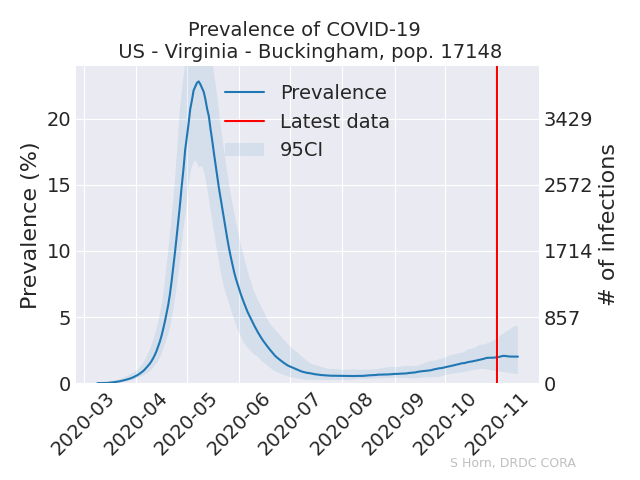 Prevalence of COVID-19
US - Virginia - Buckingham, pop. 17148
Prevalence
Latest data
95CI
Prevalence (%)
20
15
10
5
0
3429
2572
1714
857
0
# of infections
2020-03
2020-04
2020-05
2020-06
2020-07
2020-08
2020-09
2020-10
2020-11
S Horn, DRDC CORA